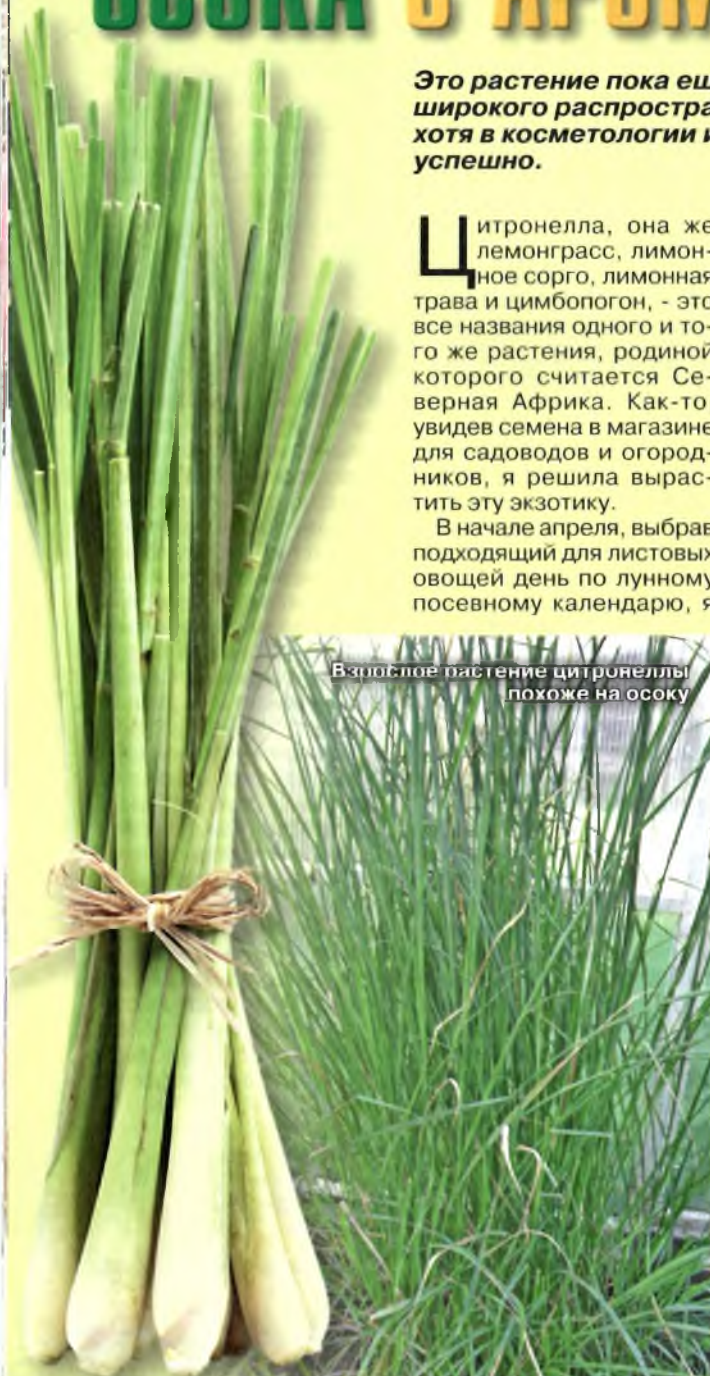 ОСОКА С АРОМ
Это растение пока ещ
широкого распростра
хотя в косметологии и
успешно.
Цитронелла, она же
лемонграсс, лимон-
ное сорго, лимонная
трава и цимбопогон, - это
все названия одного и то-
го же растения, родиной
которого считается Се-
верная Африка. Как-то
увидев семена в магазине
для садоводов и огород-
ников, я решила вырас-
тить эту экзотику.
В начале апреля, выбрав
подходящий для листовых
овощей день по лунному
посевному календарю, я
Взрослое растение цитронеллы
похоже на осоку